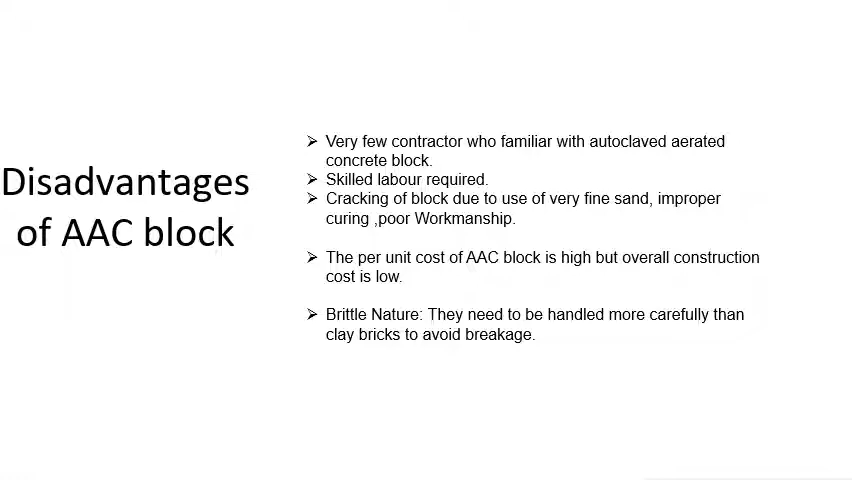 Disadvantages
of AAC block
➢ Very few contractor who familiar with autoclaved aerated
concrete block.
➢ Skilled labour required.
➢ Cracking of block due to use of very fine sand, improper
curing ,poor Workmanship.
➢ The per unit cost of AAC block is high but overall construction
cost is low.
➢ Brittle Nature: They need to be handled more carefully than
clay bricks to avoid breakage.